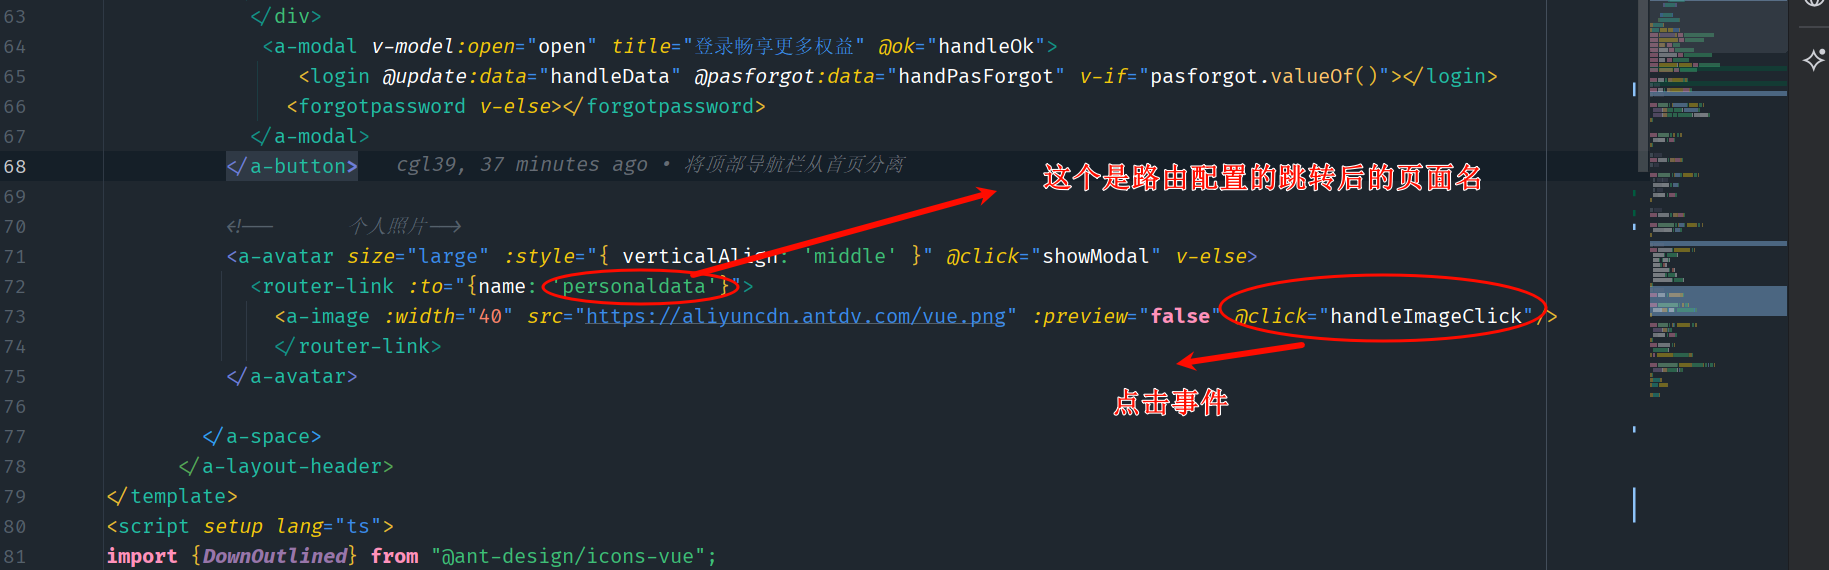 63 </div>
64 <a-modal v-model:open="open" title="登录畅享更多权益" @ok="handleOk">
65 <login @update:data="handleData" @pasforgot:data="handPasForgot" v-if="pasforgot.valueOf()"></login>
66 <forgotpassword v-else></forgotpassword>
67 </a-modal>
68 </a-button> cgl39, 37 minutes ago • 将顶部导航栏从首页分离
这个是路由配置的跳转后的页面名
69
70 <!-- 个人照片-->
71 <a-avatar size="large" :style="{ verticalAlign: 'middle' }" @click="showModal" v-else>
72 <router-link :to="{name: 'personaldata'}">
73 <a-image :width="40" src="https://aliyuncdn.antdv.com/vue.png" :preview="false" @click="handleImageClick"/>
74 </router-link>
75 </a-avatar>
点击事件
76
77 </a-space>
78 </a-layout-header>
79 </template>
80 <script setup lang="ts">
81 import {DownOutlined} from "@ant-design/icons-vue";